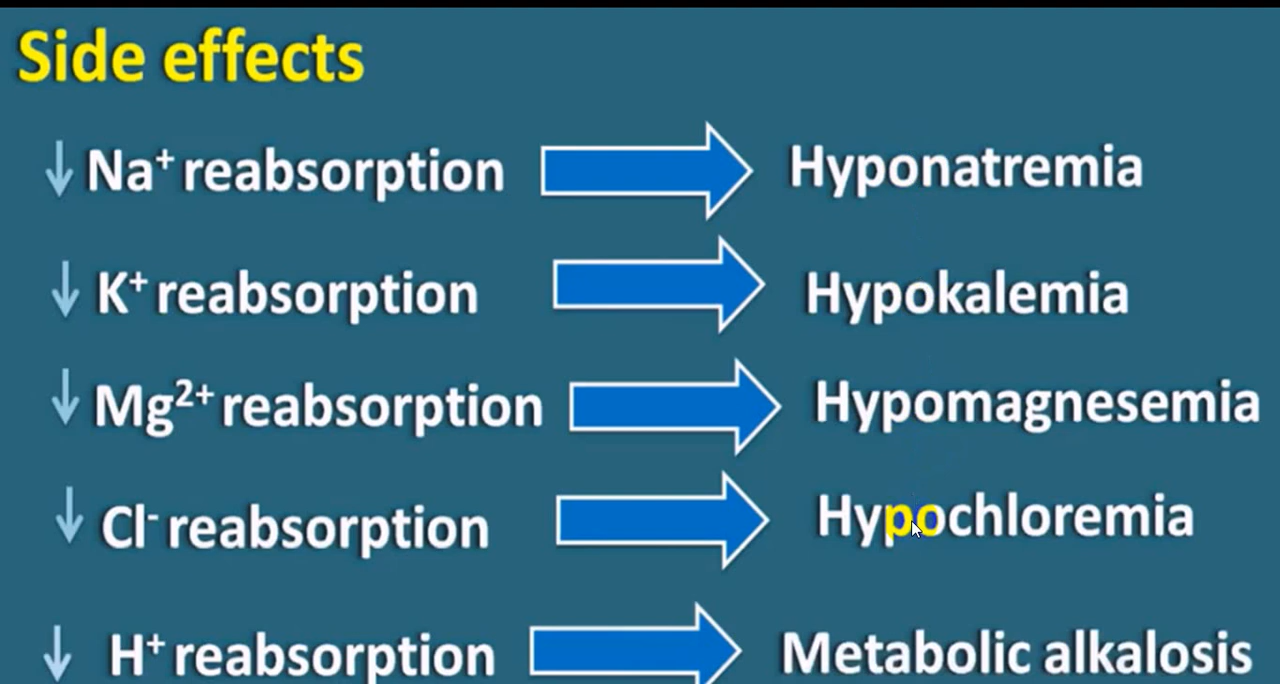 Side effects
↓ Na⁺ reabsorption Hyponatremia
↓ K⁺ reabsorption Hypokalemia
↓ Mg²⁺ reabsorption Hypomagnesemia
↓ Cl⁻ reabsorption Hypochloremia
↓ H⁺ reabsorption Metabolic alkalosis